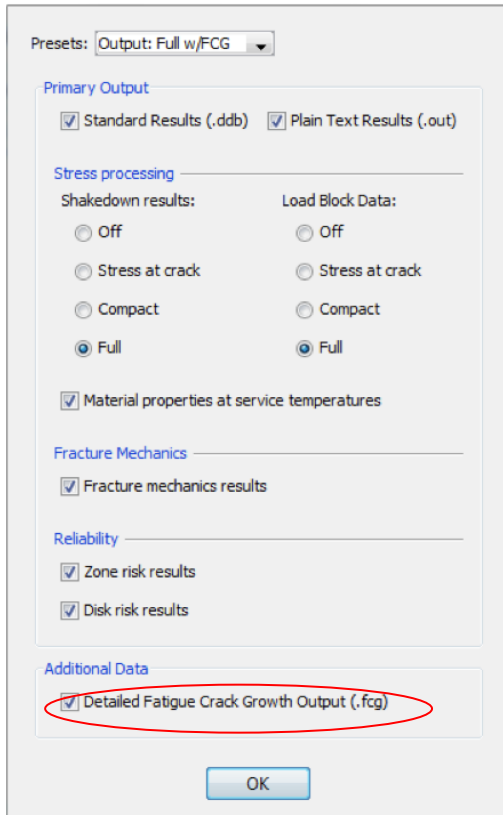 Presets: Output: Full w/FCG
Primary Output
Standard Results (.ddb) Plain Text Results (.out)
Stress processing
Shakedown results: Load Block Data:
Off Off
Stress at crack Stress at crack
Compact Compact
Full Full
Material properties at service temperatures
Fracture Mechanics
Fracture mechanics results
Reliability
Zone risk results
Disk risk results
Additional Data
Detailed Fatigue Crack Growth Output (.fcg)
OK